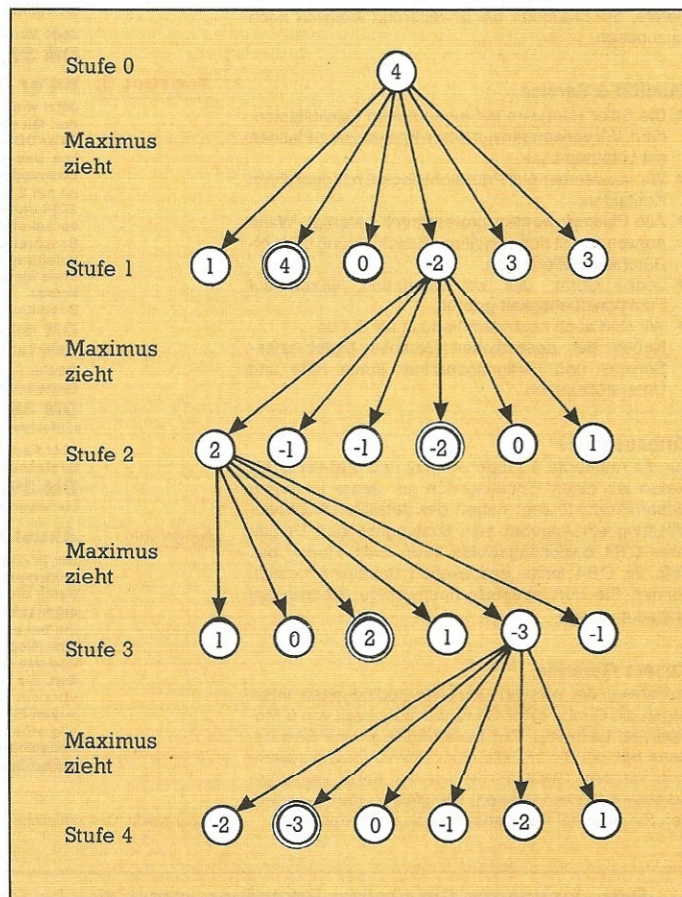 Stufe 0
4
Maximus
zieht
Stufe 1
1 4 0 -2 3 3
Maximus
zieht
Stufe 2
2 -1 -1 -2 0 1
Maximus
zieht
Stufe 3
1 0 2 1 -3 -1
Maximus
zieht
Stufe 4
-2 -3 0 -1 -2 1